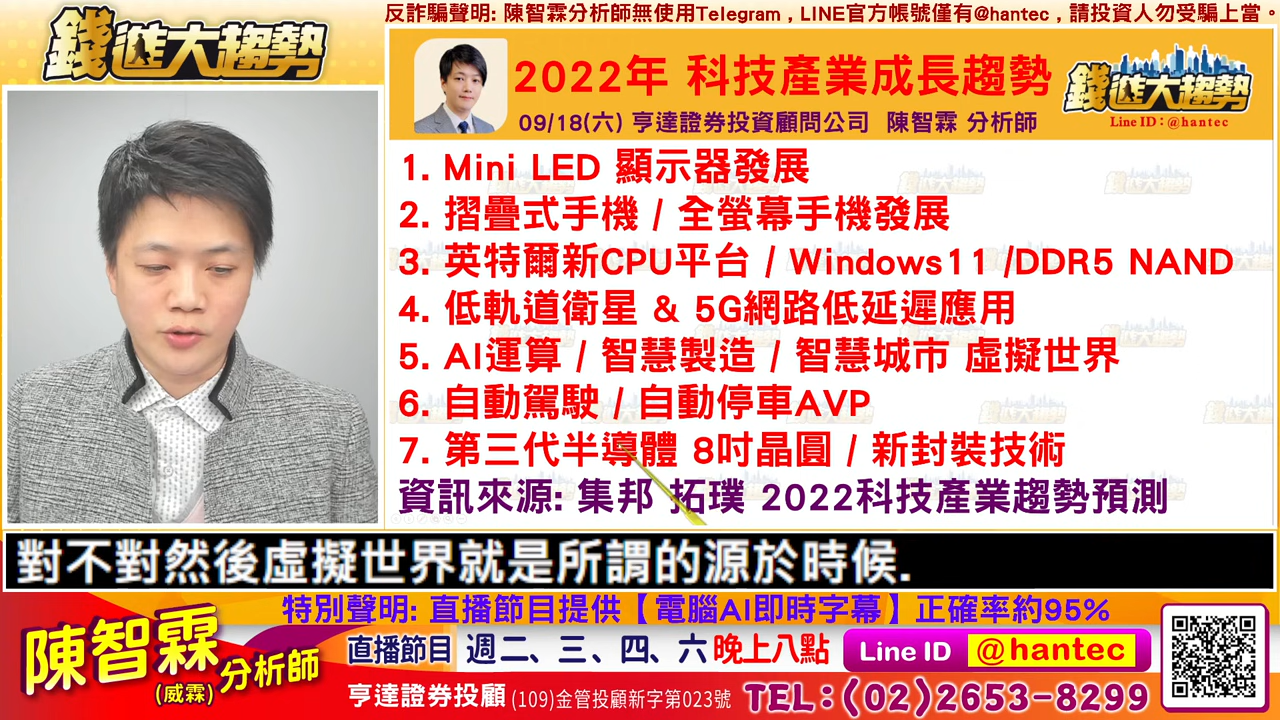 反詐騙聲明: 陳智霖分析師無使用Telegram , LINE官方帳號僅有@hantec , 請投資人勿受騙上當。
錢進大趨勢
2022年 科技產業成長趨勢
09/18(六) 亨達證券投資顧問公司 陳智霖 分析師
錢進大趨勢
Line ID : @hantec
1. Mini LED 顯示器發展
2. 摺疊式手機 / 全螢幕手機發展
3. 英特爾新CPU平台 / Windows11 /DDR5 NAND
4. 低軌道衛星 & 5G網路低延遲應用
5. AI運算 / 智慧製造 / 智慧城市 虛擬世界
6. 自動駕駛 / 自動停車AVP
7. 第三代半導體 8吋晶圓 / 新封裝技術
資訊來源: 集邦 拓璞 2022科技產業趨勢預測
對不對然後虛擬世界就是所謂的源於時候.
特別聲明: 直播節目提供【電腦AI即時字幕】正確率約95%
陳智霖 分析師
(威霖)
直播節目 週二、三、四、六晚上八點 Line ID @hantec
亨達證券投顧 (109)金管投顧新字第023號 TEL:(02)2653-8299